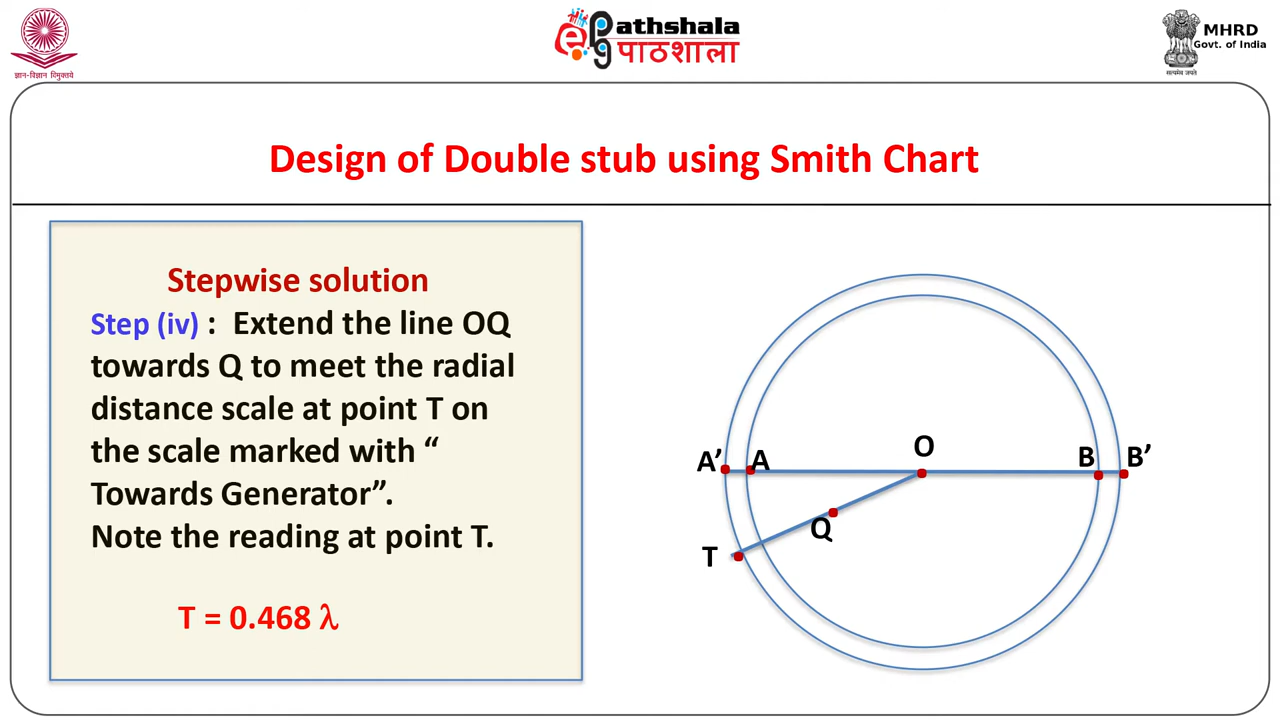 ज्ञान-विज्ञान विमुक्तये
ePathshala
पाठशाला
MHRD
Govt. of India
सत्यमेव जयते
Design of Double stub using Smith Chart
Stepwise solution
Step (iv) : Extend the line OQ
towards Q to meet the radial
distance scale at point T on
the scale marked with “
Towards Generator”.
Note the reading at point T.
T = 0.468 λ
O
A’ A B B’
Q
T